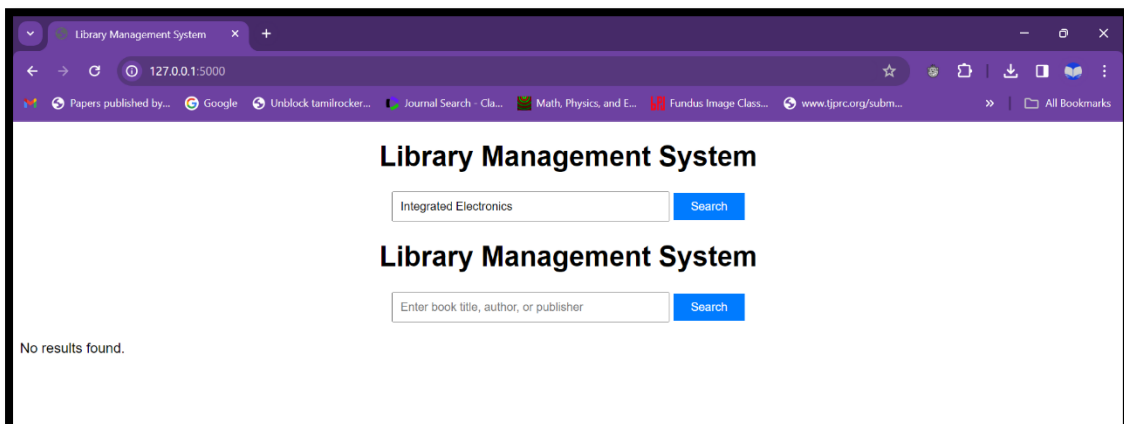 Library Management System
127.0.0.1:5000
Papers published by... Google Unblock tamilrocker... Journal Search - Cla... Math, Physics, and E... Fundus Image Class... www.tjprc.org/subm... » All Bookmarks
Library Management System
Integrated Electronics Search
Library Management System
Enter book title, author, or publisher Search
No results found.